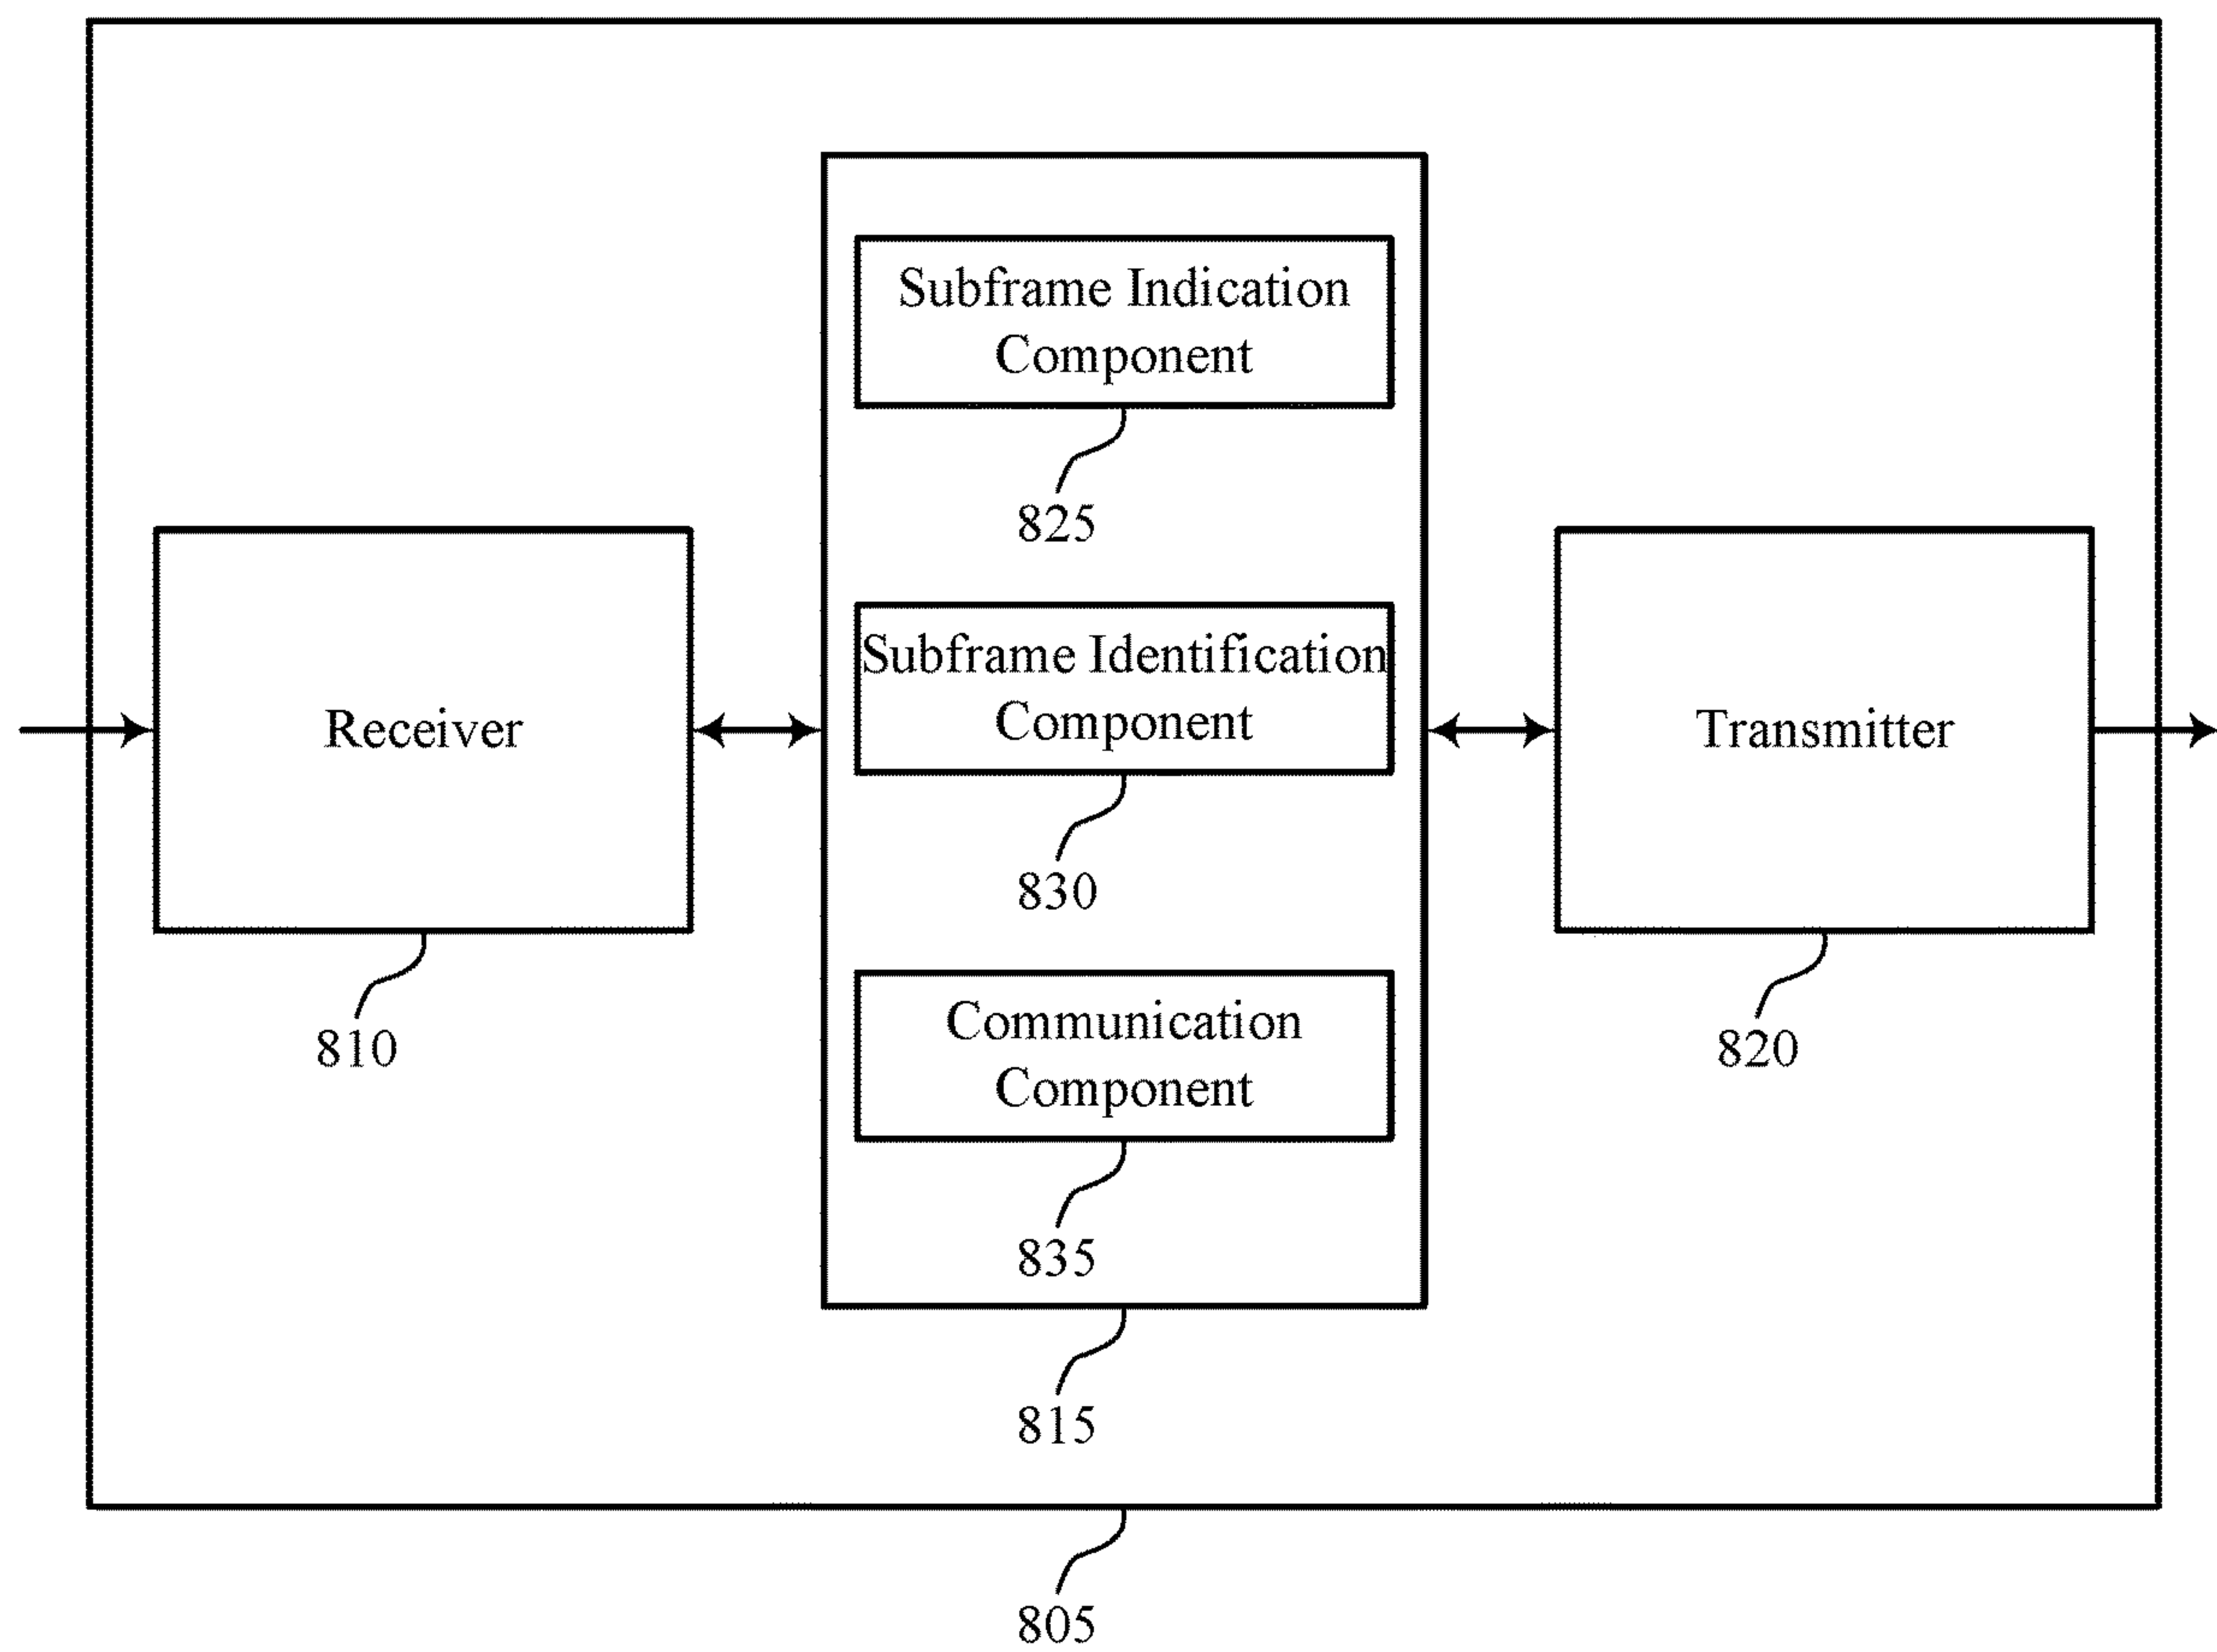 Subframe Indication
Component
825
Receiver
810
Subframe Identification
Component
830
Transmitter
820
Communication
Component
835
815
805